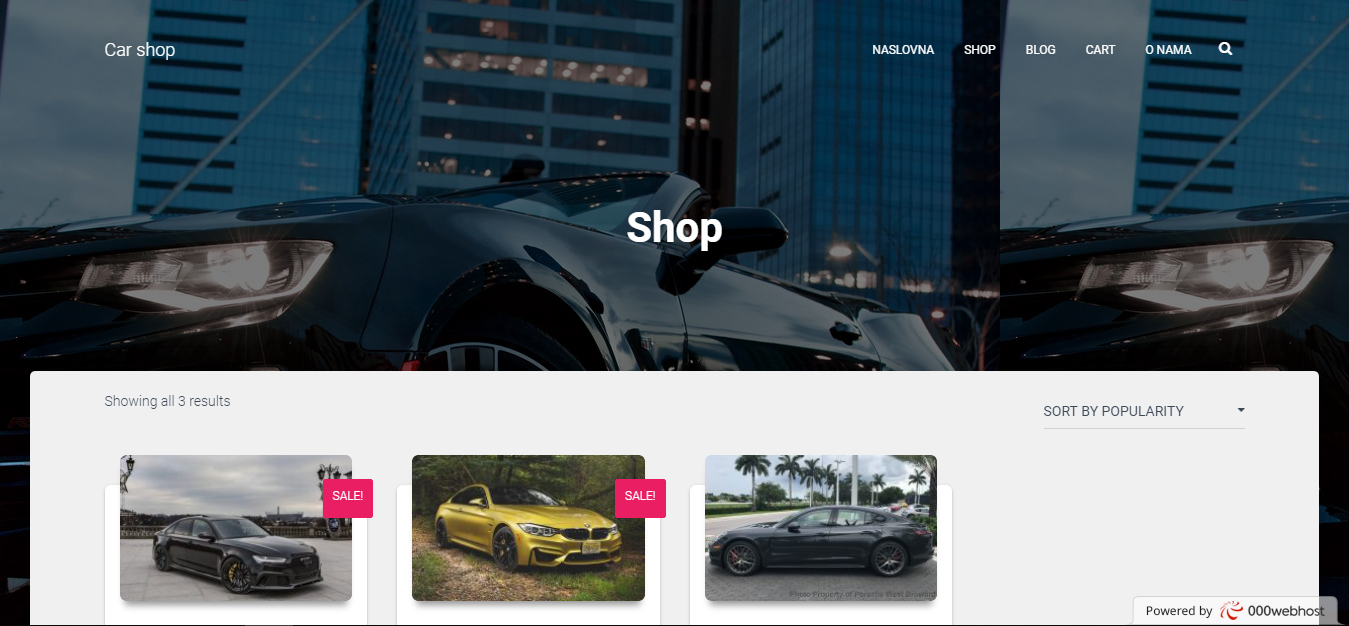 Car shop
NASLOVNA SHOP BLOG CART O NAMA
Shop
Showing all 3 results
SORT BY POPULARITY
SALE!
SALE!
Photo Property of Porsche West Broward
Powered by 000webhost